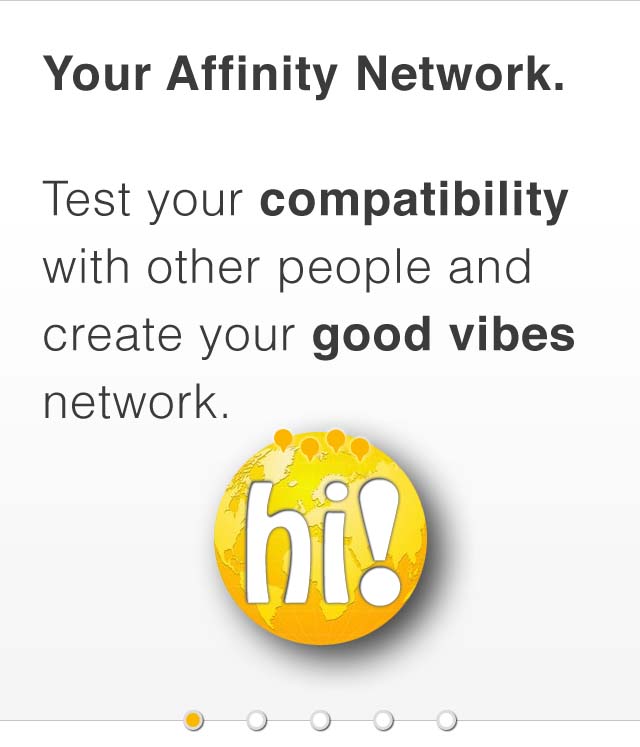 Your Affinity Network.
Test your compatibility
with other people and
create your good vibes
network.
hi!